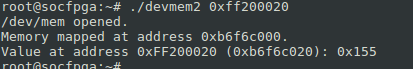 root@socfpga:~# ./devmem2 0xff200020
/dev/mem opened.
Memory mapped at address 0xb6f6c000.
Value at address 0xFF200020 (0xb6f6c020): 0x155
root@socfpga:~#